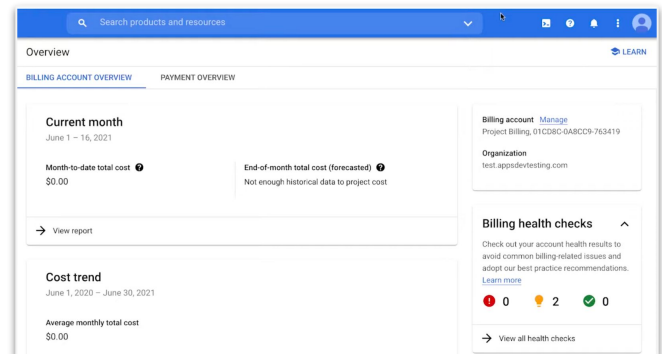 Search products and resources
Overview
LEARN
BILLING ACCOUNT OVERVIEW
PAYMENT OVERVIEW
Current month
June 1 – 16, 2021
Month-to-date total cost
$0.00
End-of-month total cost (forecasted)
Not enough historical data to project cost
View report
Cost trend
June 1, 2020 – June 30, 2021
Average monthly total cost
$0.00
Billing account Manage
Project Billing, 01CD8C-0A8CC9-763419
Organization
test.appsdevtesting.com
Billing health checks
Check out your account health results to
avoid common billing-related issues and
adopt our best practice recommendations.
Learn more
0 2 0
View all health checks